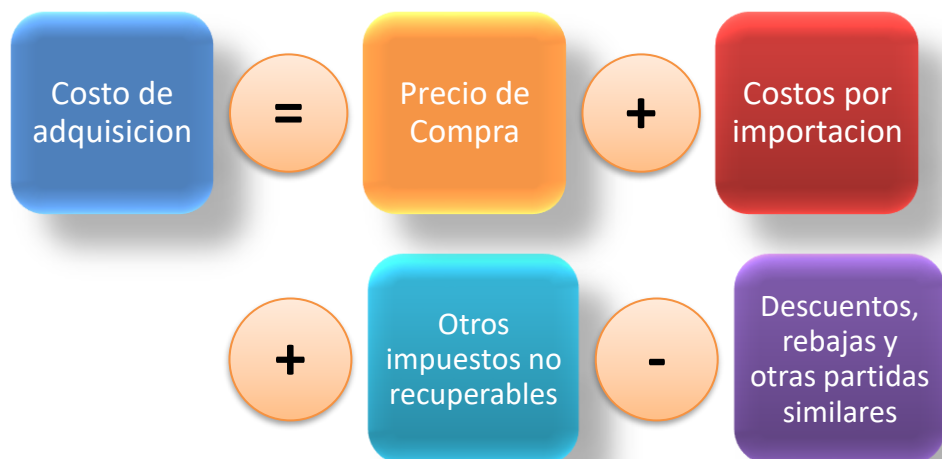 Costo de
adquisicion
=
Precio de
Compra
+
Costos por
importacion
+
Otros
impuestos no
recuperables
-
Descuentos,
rebajas y
otras partidas
similares